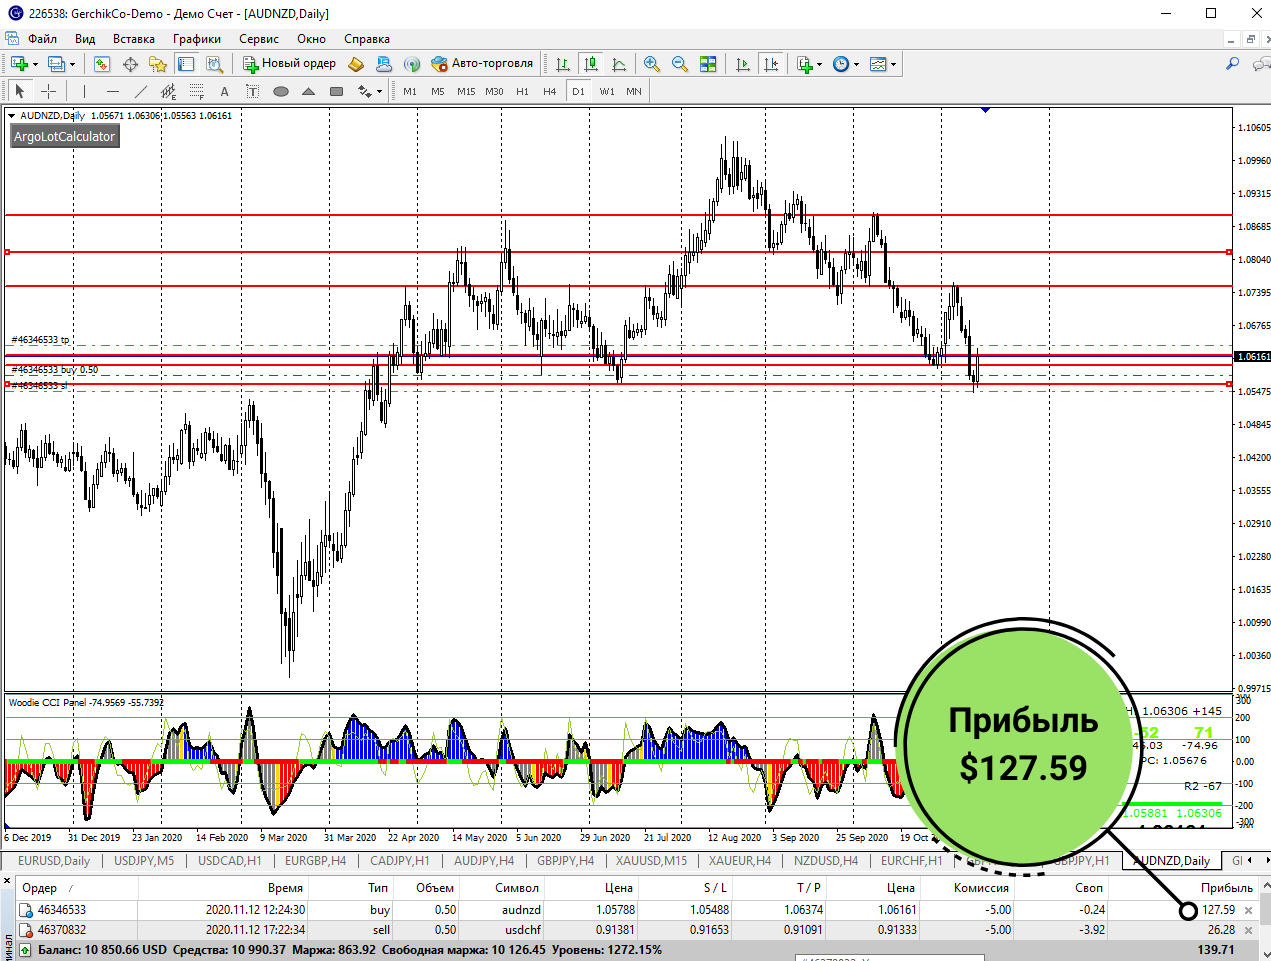 226538: GerchikCo-Demo - Демо Счет - [AUDNZD,Daily]
Файл Вид Вставка Графики Сервис Окно Справка
Новый ордер Авто-торговля
A T M1 M5 M15 M30 H1 H4 D1 W1 MN
AUDNZD,Daily 1.05671 1.06306 1.05563 1.06161
ArgoLotCalculator
1.10605
1.09960
1.09315
1.08685
1.08040
1.07395
1.06765
#46346533 tp
1.06161
#46346533 buy 0.50
#46346533 sl
1.05475
1.04845
1.04200
1.03555
1.02910
1.02280
1.01635
1.00990
1.00360
0.99715
Woodie CCI Panel -74.9569 -55.7392
300
200
100
0.00
-100
-200
-300
1.06306 +145
-52 71
-74.96
PC: 1.05676
R2 -67
1.05881 1.06306
Прибыль
$127.59
6 Dec 2019 31 Dec 2019 23 Jan 2020 14 Feb 2020 9 Mar 2020 31 Mar 2020 22 Apr 2020 14 May 2020 5 Jun 2020 29 Jun 2020 21 Jul 2020 12 Aug 2020 3 Sep 2020 25 Sep 2020 19 Oct
EURUSD,Daily USDJPY,M5 USDCAD,H1 EURGBP,H4 CADJPY,H1 AUDJPY,H4 GBPJPY,H4 XAUUSD,M15 XAUEUR,H4 NZDUSD,H4 EURCHF,H1 GBPJPY,H1 AUDNZD,Daily
Ордер / Время Тип Объем Символ Цена S / L T / P Цена Комиссия Своп Прибыль
46346533 2020.11.12 12:24:30 buy 0.50 audnzd 1.05788 1.05488 1.06374 1.06161 -5.00 -0.24 127.59
46370832 2020.11.12 17:22:34 sell 0.50 usdchf 0.91381 0.91653 0.91091 0.91333 -5.00 -3.92 26.28
Баланс: 10 850.66 USD Средства: 10 990.37 Маржа: 863.92 Свободная маржа: 10 126.45 Уровень: 1272.15% 139.71